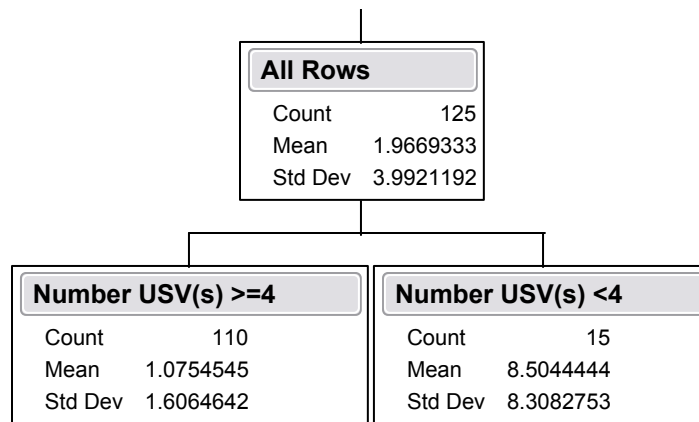 All Rows
Count 125
Mean 1.9669333
Std Dev 3.9921192
Number USV(s) >=4
Count 110
Mean 1.0754545
Std Dev 1.6064642
Number USV(s) <4
Count 15
Mean 8.5044444
Std Dev 8.3082753